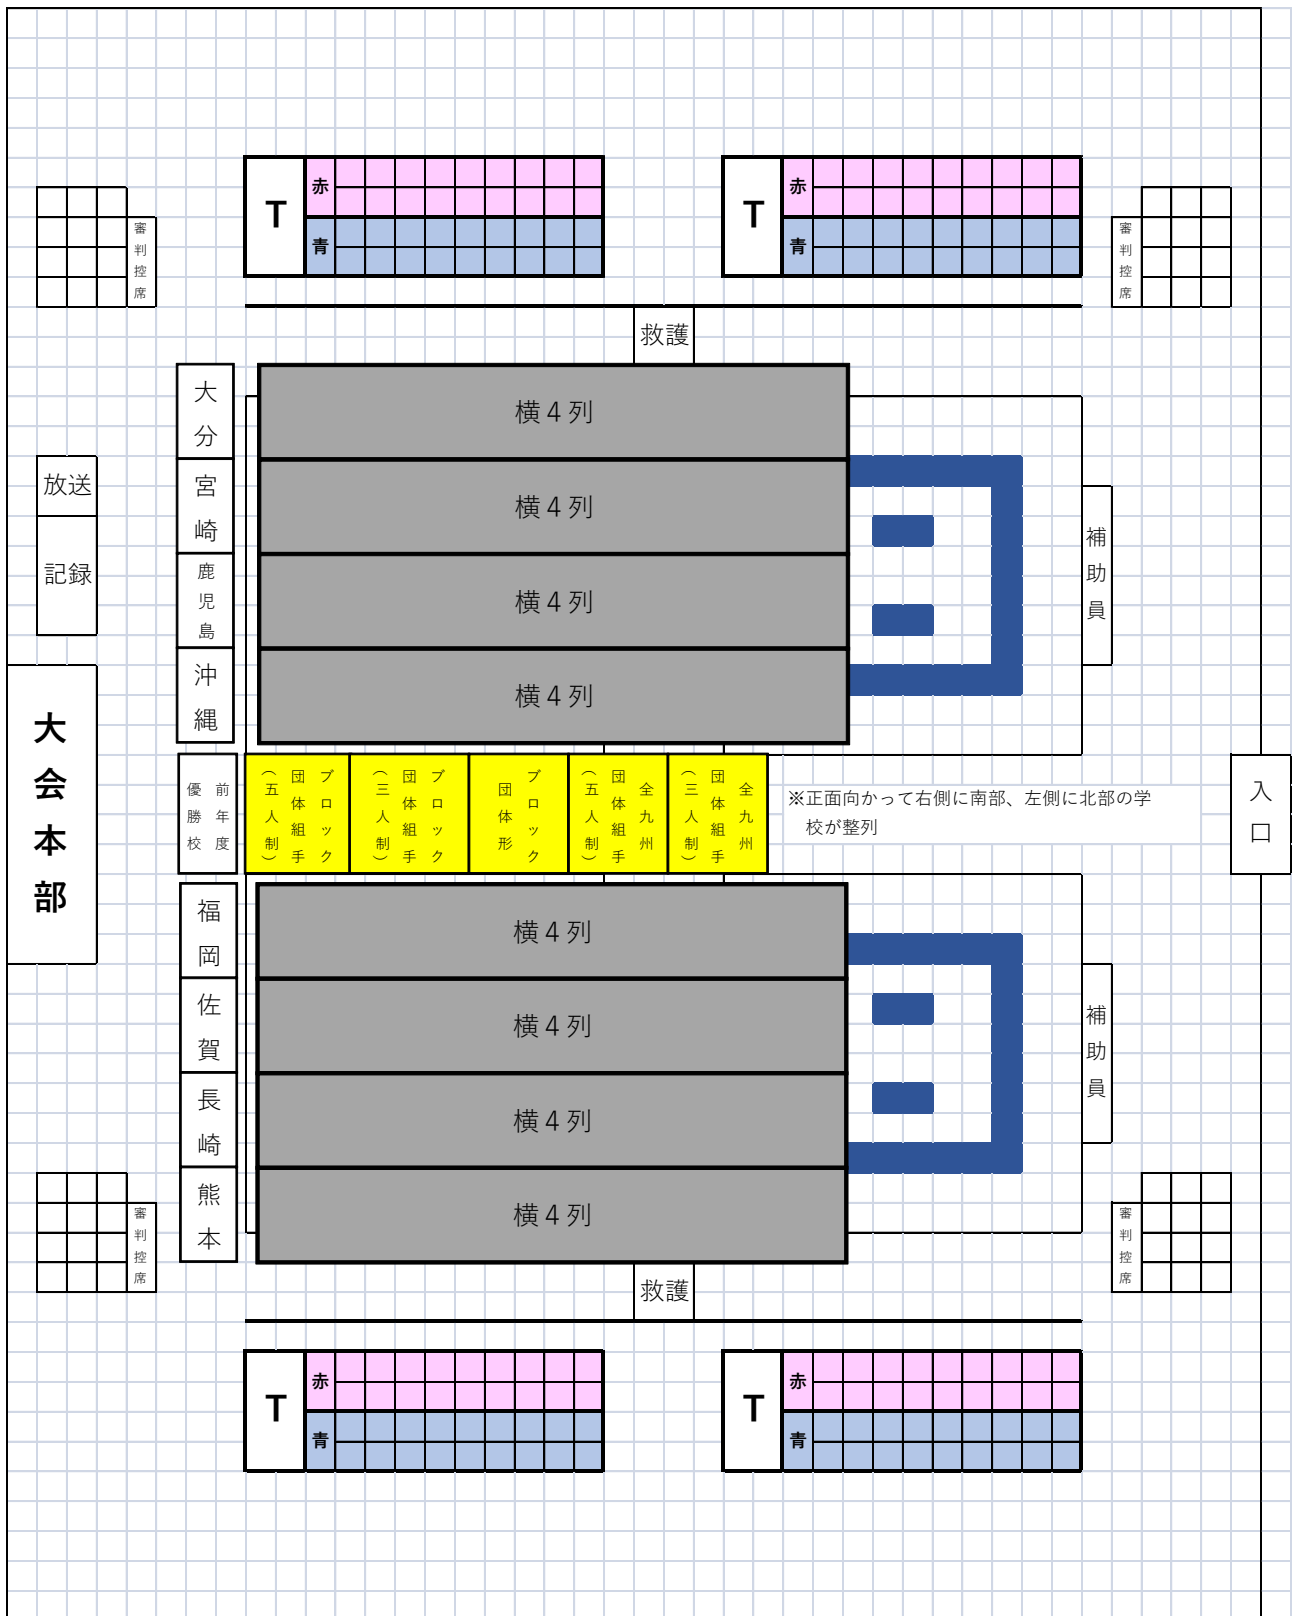 T
赤
青
T
赤
青
審判控席
審判控席
救護
大分
横４列
放送
宮崎
横４列
補助員
記録
鹿児島
横４列
沖縄
横４列
大会本部
前年度
優勝校
ブロック
団体組手
（五人制）
ブロック
団体組手
（三人制）
ブロック
団体形
全九州
団体組手
（五人制）
全九州
団体組手
（三人制）
※正面向かって右側に南部、左側に北部の学
校が整列
入口
福岡
横４列
佐賀
横４列
補助員
長崎
横４列
熊本
横４列
審判控席
審判控席
救護
T
赤
青
T
赤
青